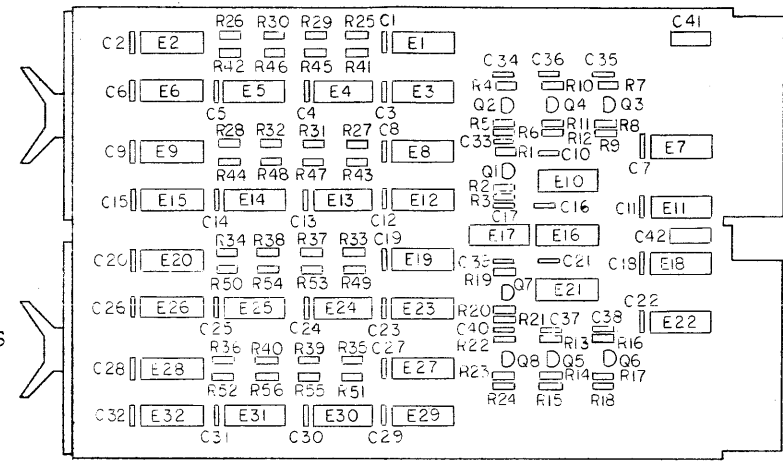 R26 R30 R29 R25 C1 C41
C2 E2 E1
R42 R46 R45 R41 C34 C36 C35
C6 E6 E5 E4 E3 R4 R10 R7
Q2 Q4 Q3
C5 C4 C3
R28 R32 R31 R27 C8 R5 R6 R11 R8
C33 R12 R9
C9 E9 E8 R1 C10 E7
R44 R48 R47 R43 Q1 C7
R2 E10
C15 E15 E14 E13 E12 R3 C16 C11 E11
C14 C13 C12 C17
R34 R38 R37 R33 C19 E17 E16 C42
C20 E20 E19 C39 C21 C18 E18
R50 R54 R53 R49 R19
Q7 E21
C26 E26 E25 E24 E23 R20 C22
C25 C24 C23 R21 C37 C38 E22
C40
S
R36 R40 R39 R35 C27 R22 R13 R16
C28 E28 E27 Q8 Q5 Q6
R52 R56 R55 R51 R23 R14 R17
R24 R15 R18
C32 E32 E31 E30 E29
C31 C30 C29